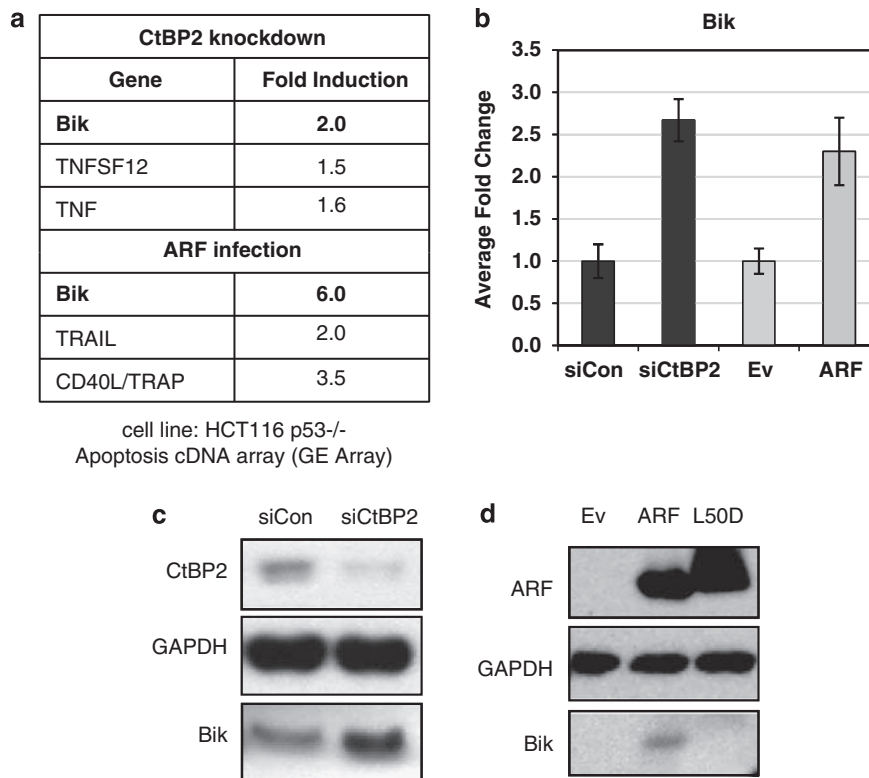 a
CtBP2 knockdown
Gene Fold Induction
Bik 2.0
TNFSF12 1.5
TNF 1.6
ARF infection
Bik 6.0
TRAIL 2.0
CD40L/TRAP 3.5
cell line: HCT116 p53-/-
Apoptosis cDNA array (GE Array)
b
Bik
Average Fold Change
3.5
3.0
2.5
2.0
1.5
1.0
0.5
0.0
siCon siCtBP2 Ev ARF
c
siCon siCtBP2
CtBP2
GAPDH
Bik
d
Ev ARF L50D
ARF
GAPDH
Bik